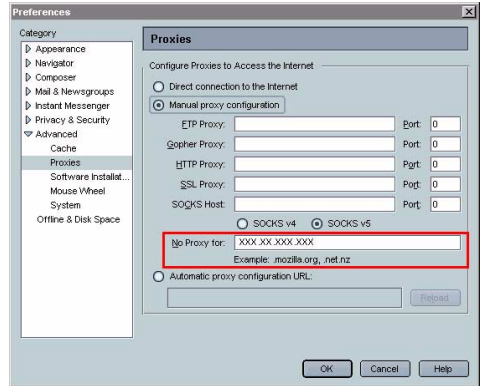 Preferences
Category
Appearance
Navigator
Composer
Mail & Newsgroups
Instant Messenger
Privacy & Security
Advanced
Cache
Proxies
Software Installat...
Mouse Wheel
System
Offline & Disk Space
Proxies
Configure Proxies to Access the Internet
Direct connection to the Internet
Manual proxy configuration
FTP Proxy: Port: 0
Gopher Proxy: Port: 0
HTTP Proxy: Port: 0
SSL Proxy: Port: 0
SOCKS Host: Port: 0
SOCKS v4 SOCKS v5
No Proxy for: XXX.XX.XXX.XXX
Example: .mozilla.org, .net.nz
Automatic proxy configuration URL:
Reload
OK Cancel Help